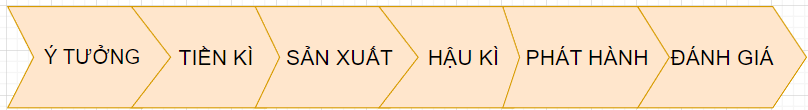 Ý TƯỞNG TIỀN KÌ SẢN XUẤT HẬU KÌ PHÁT HÀNH ĐÁNH GIÁ